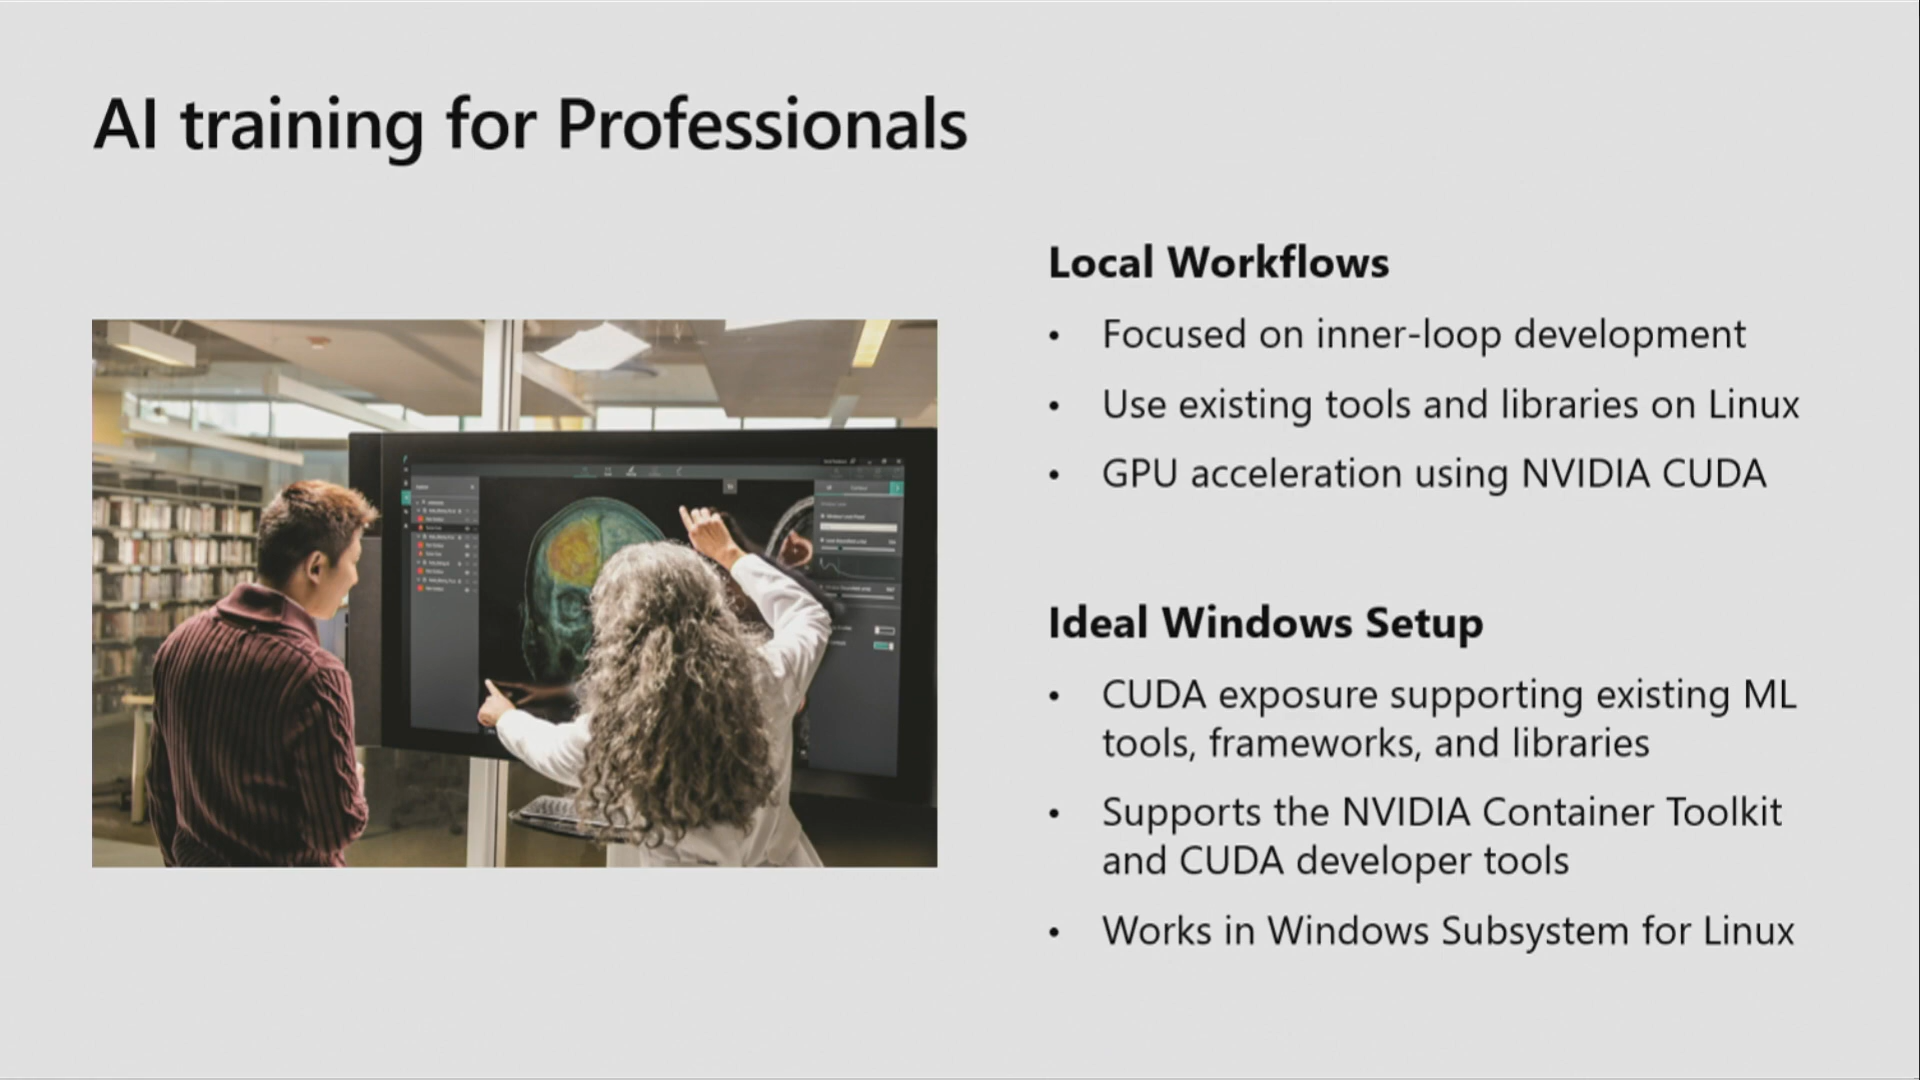 AI training for Professionals
Local Workflows
• Focused on inner-loop development
• Use existing tools and libraries on Linux
• GPU acceleration using NVIDIA CUDA
Ideal Windows Setup
• CUDA exposure supporting existing ML
tools, frameworks, and libraries
• Supports the NVIDIA Container Toolkit
and CUDA developer tools
• Works in Windows Subsystem for Linux